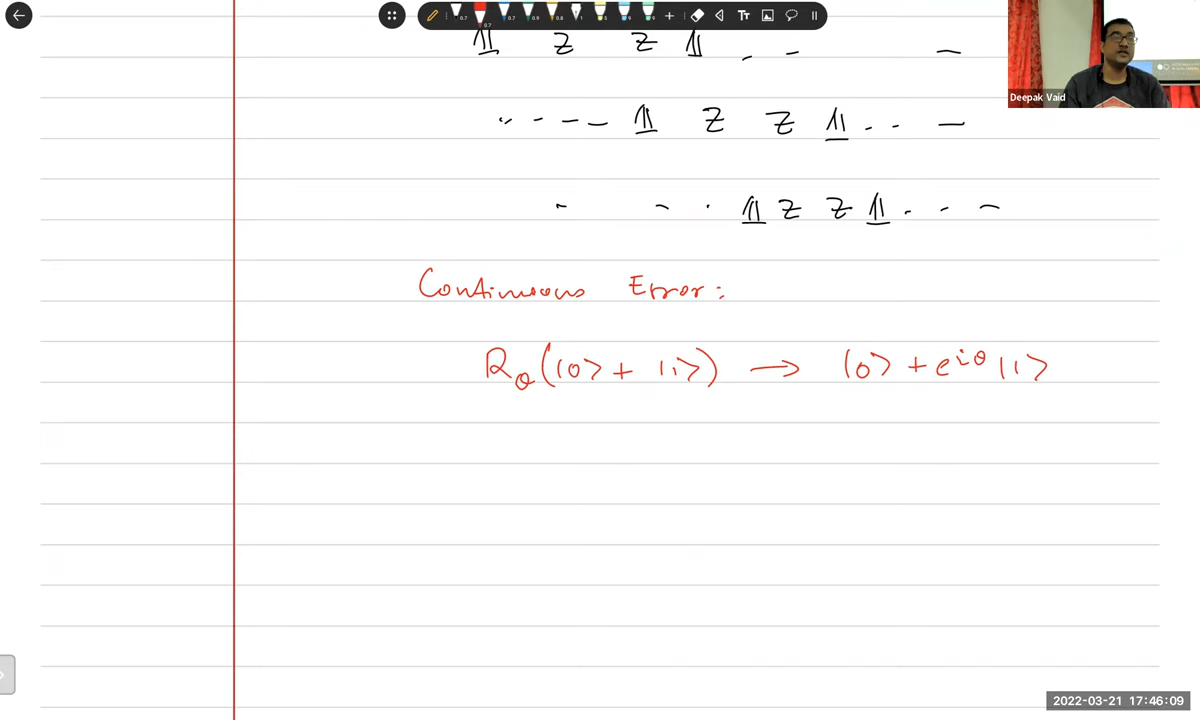 𝟙 Z Z 𝟙 . - -
.. - - - 𝟙 Z Z 𝟙 . . -
- - . 𝟙 Z Z 𝟙 . - -
Continuous Error:
R_θ(|0> + |1>) → |0> + e^{iθ} |1>
Deepak Vaid
2022-03-21 17:46:09